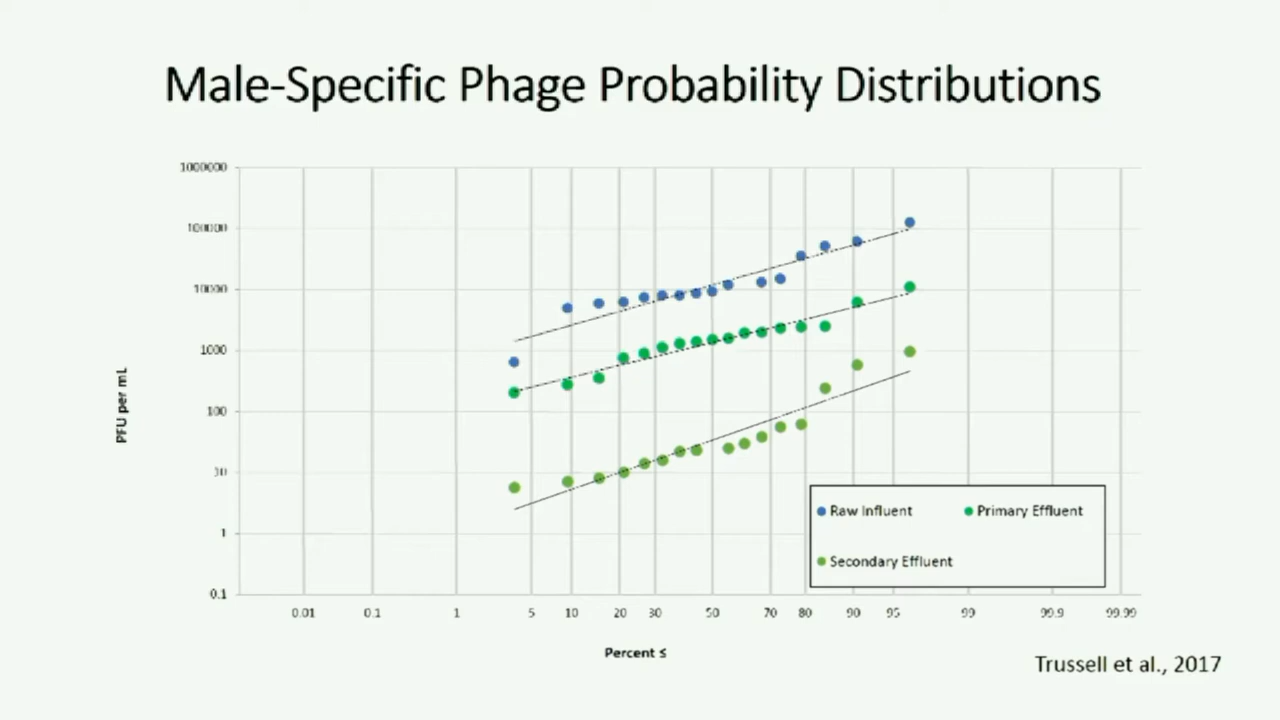 Male-Specific Phage Probability Distributions
1000000
100000
10000
1000
100
10
1
0.1
PFU per mL
0.01 0.1 1 5 10 20 30 50 70 80 90 95 99 99.9 99.99
Percent ≤
Raw Influent Primary Effluent
Secondary Effluent
Trussell et al., 2017